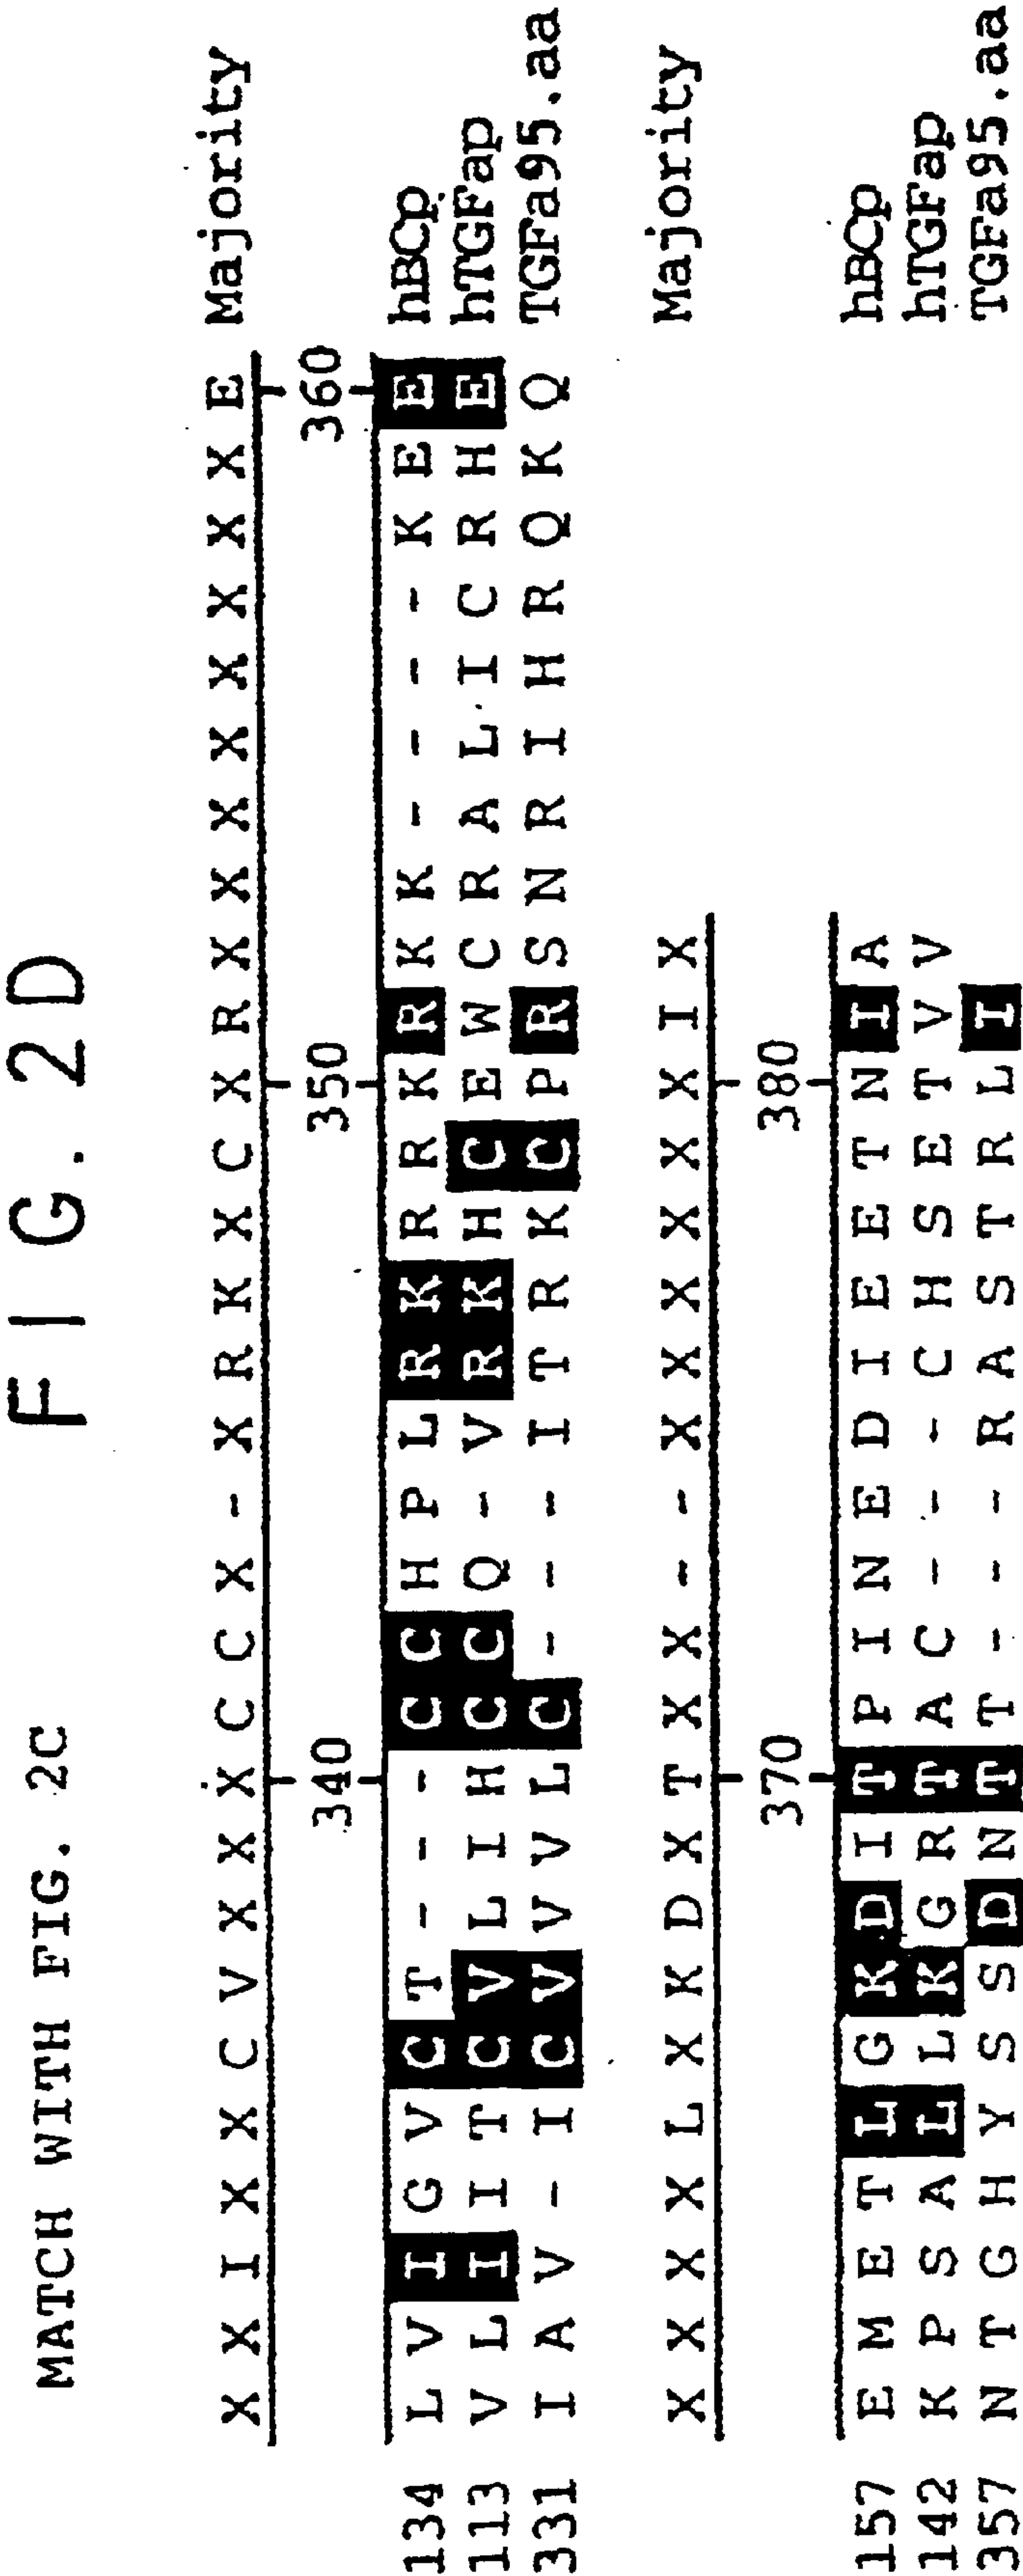 FIG. 2D
MATCH WITH FIG. 2C
X X I X X C V X X X C C X - X R K X C X R X X X X X X X X E Majority
340 350 360
134 L V I G V C T - - - C C H P L R K R R K R K K - - - - K E E hBCp
113 V L I I T C V L I H C C Q - V R K H C E W C R A L I C R H E hTGFap
331 I A V - I C V V V L C - - - I T R K C P R S N R I H R Q K Q TGFa95.aa
X X X X L X K D X T X X - - X X X X X X I X Majority
370 380
157 E M E T L G K D I T P I N E D I E E T N I A hBCp
142 K P S A L L K G R T A C - - - C H S E T V V hTGFap
357 N T G H Y S S D N T T - - - R A S T R L I TGFa95.aa